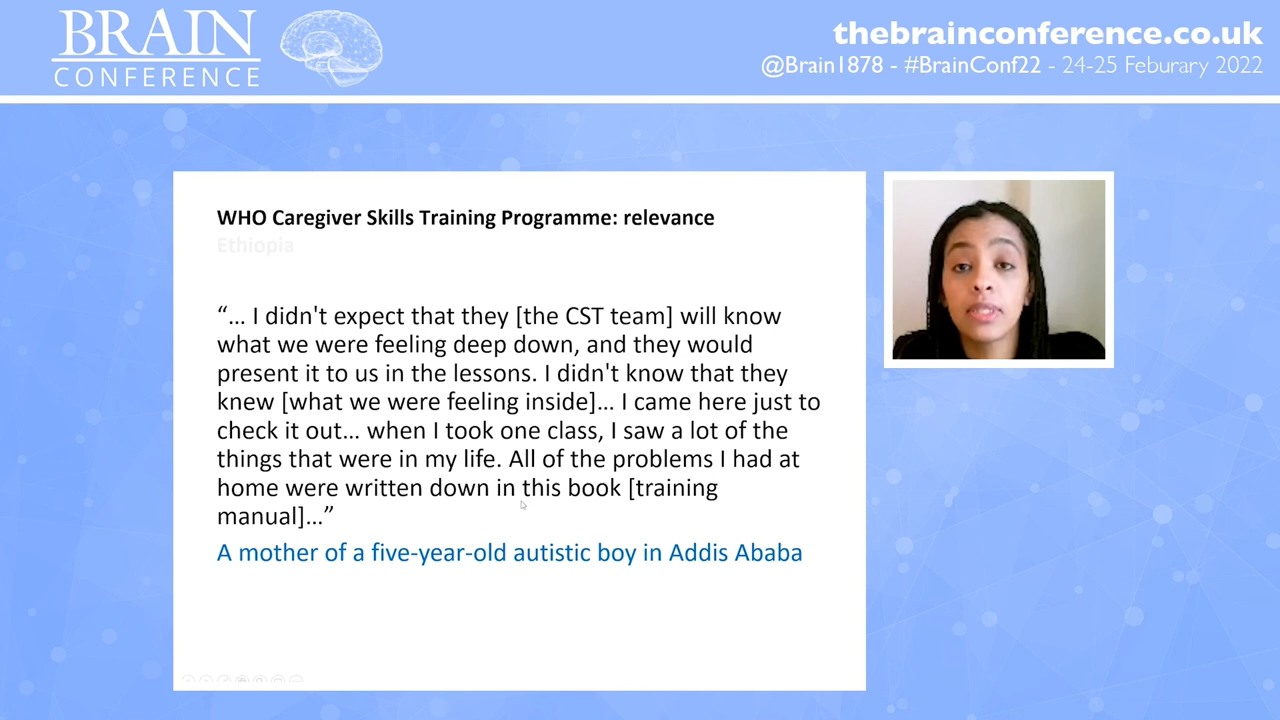 BRAIN
CONFERENCE
thebrainconference.co.uk
@Brain1878 - #BrainConf22 - 24-25 Feburary 2022
WHO Caregiver Skills Training Programme: relevance
Ethiopia
“... I didn't expect that they [the CST team] will know
what we were feeling deep down, and they would
present it to us in the lessons. I didn't know that they
knew [what we were feeling inside]... I came here just to
check it out... when I took one class, I saw a lot of the
things that were in my life. All of the problems I had at
home were written down in this book [training
manual]...”
A mother of a five-year-old autistic boy in Addis Ababa